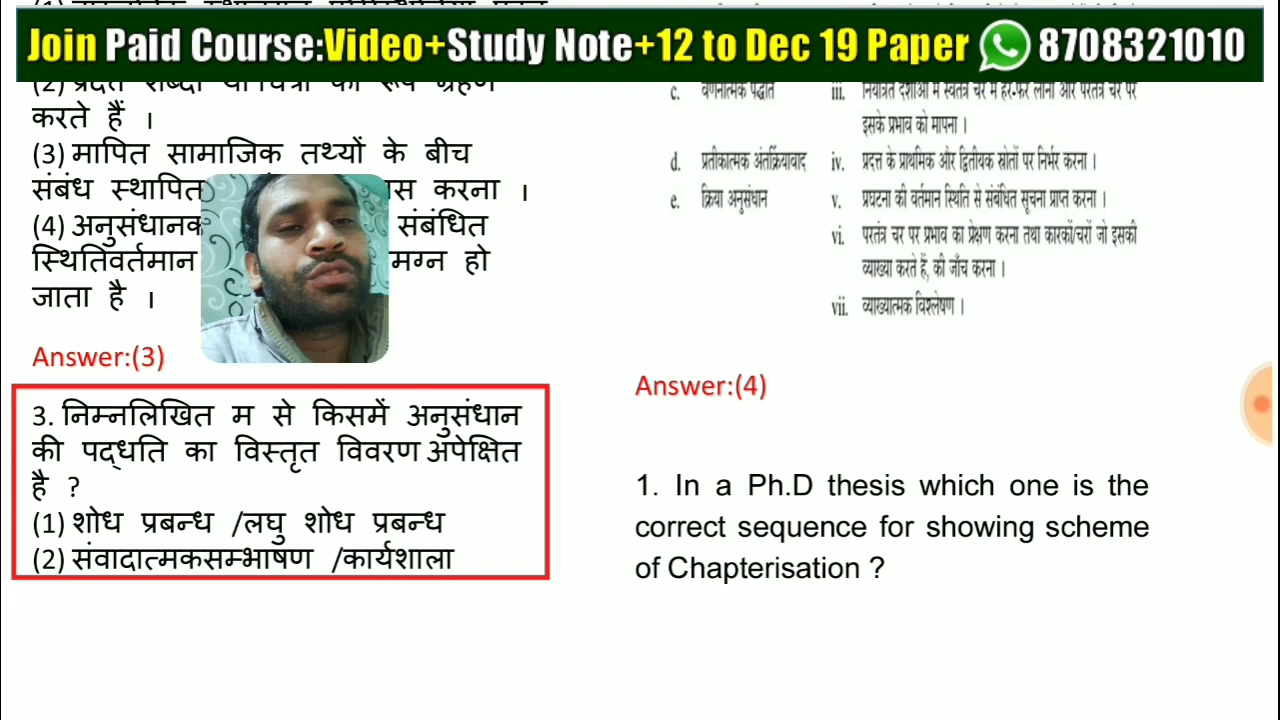 Join Paid Course:Video+Study Note+12 to Dec 19 Paper 8708321010
करते हैं ।
(3) मापित सामाजिक तथ्यों के बीच
संबंध स्थापित स करना ।
(4) अनुसंधानक संबंधित
स्थितिवर्तमान मग्न हो
जाता है ।
Answer:(3)
3. निम्नलिखित म से किसमें अनुसंधान
की पद्धति का विस्तृत विवरण अपेक्षित
है ?
(1) शोध प्रबन्ध /लघु शोध प्रबन्ध
(2) संवादात्मकसम्भाषण /कार्यशाला
c. वर्णनात्मक पद्धति iii. नियंत्रित दशाओं में स्वतंत्र चर में हेर-फेर लाना और परतंत्र चर पर
इसके प्रभाव को मापना ।
d. प्रतीकात्मक अंतर्क्रियावाद iv. प्रदत्त के प्राथमिक और द्वितीयक स्रोतों पर निर्भर करना ।
e. क्रिया अनुसंधान v. प्रघटना की वर्तमान स्थिति से संबंधित सूचना प्राप्त करना ।
vi. परतंत्र चर पर प्रभाव का प्रेक्षण करना तथा कारकों/चरों जो इसकी
व्याख्या करते हैं, की जाँच करना ।
vii. व्याख्यात्मक विश्लेषण ।
Answer:(4)
1. In a Ph.D thesis which one is the
correct sequence for showing scheme
of Chapterisation ?